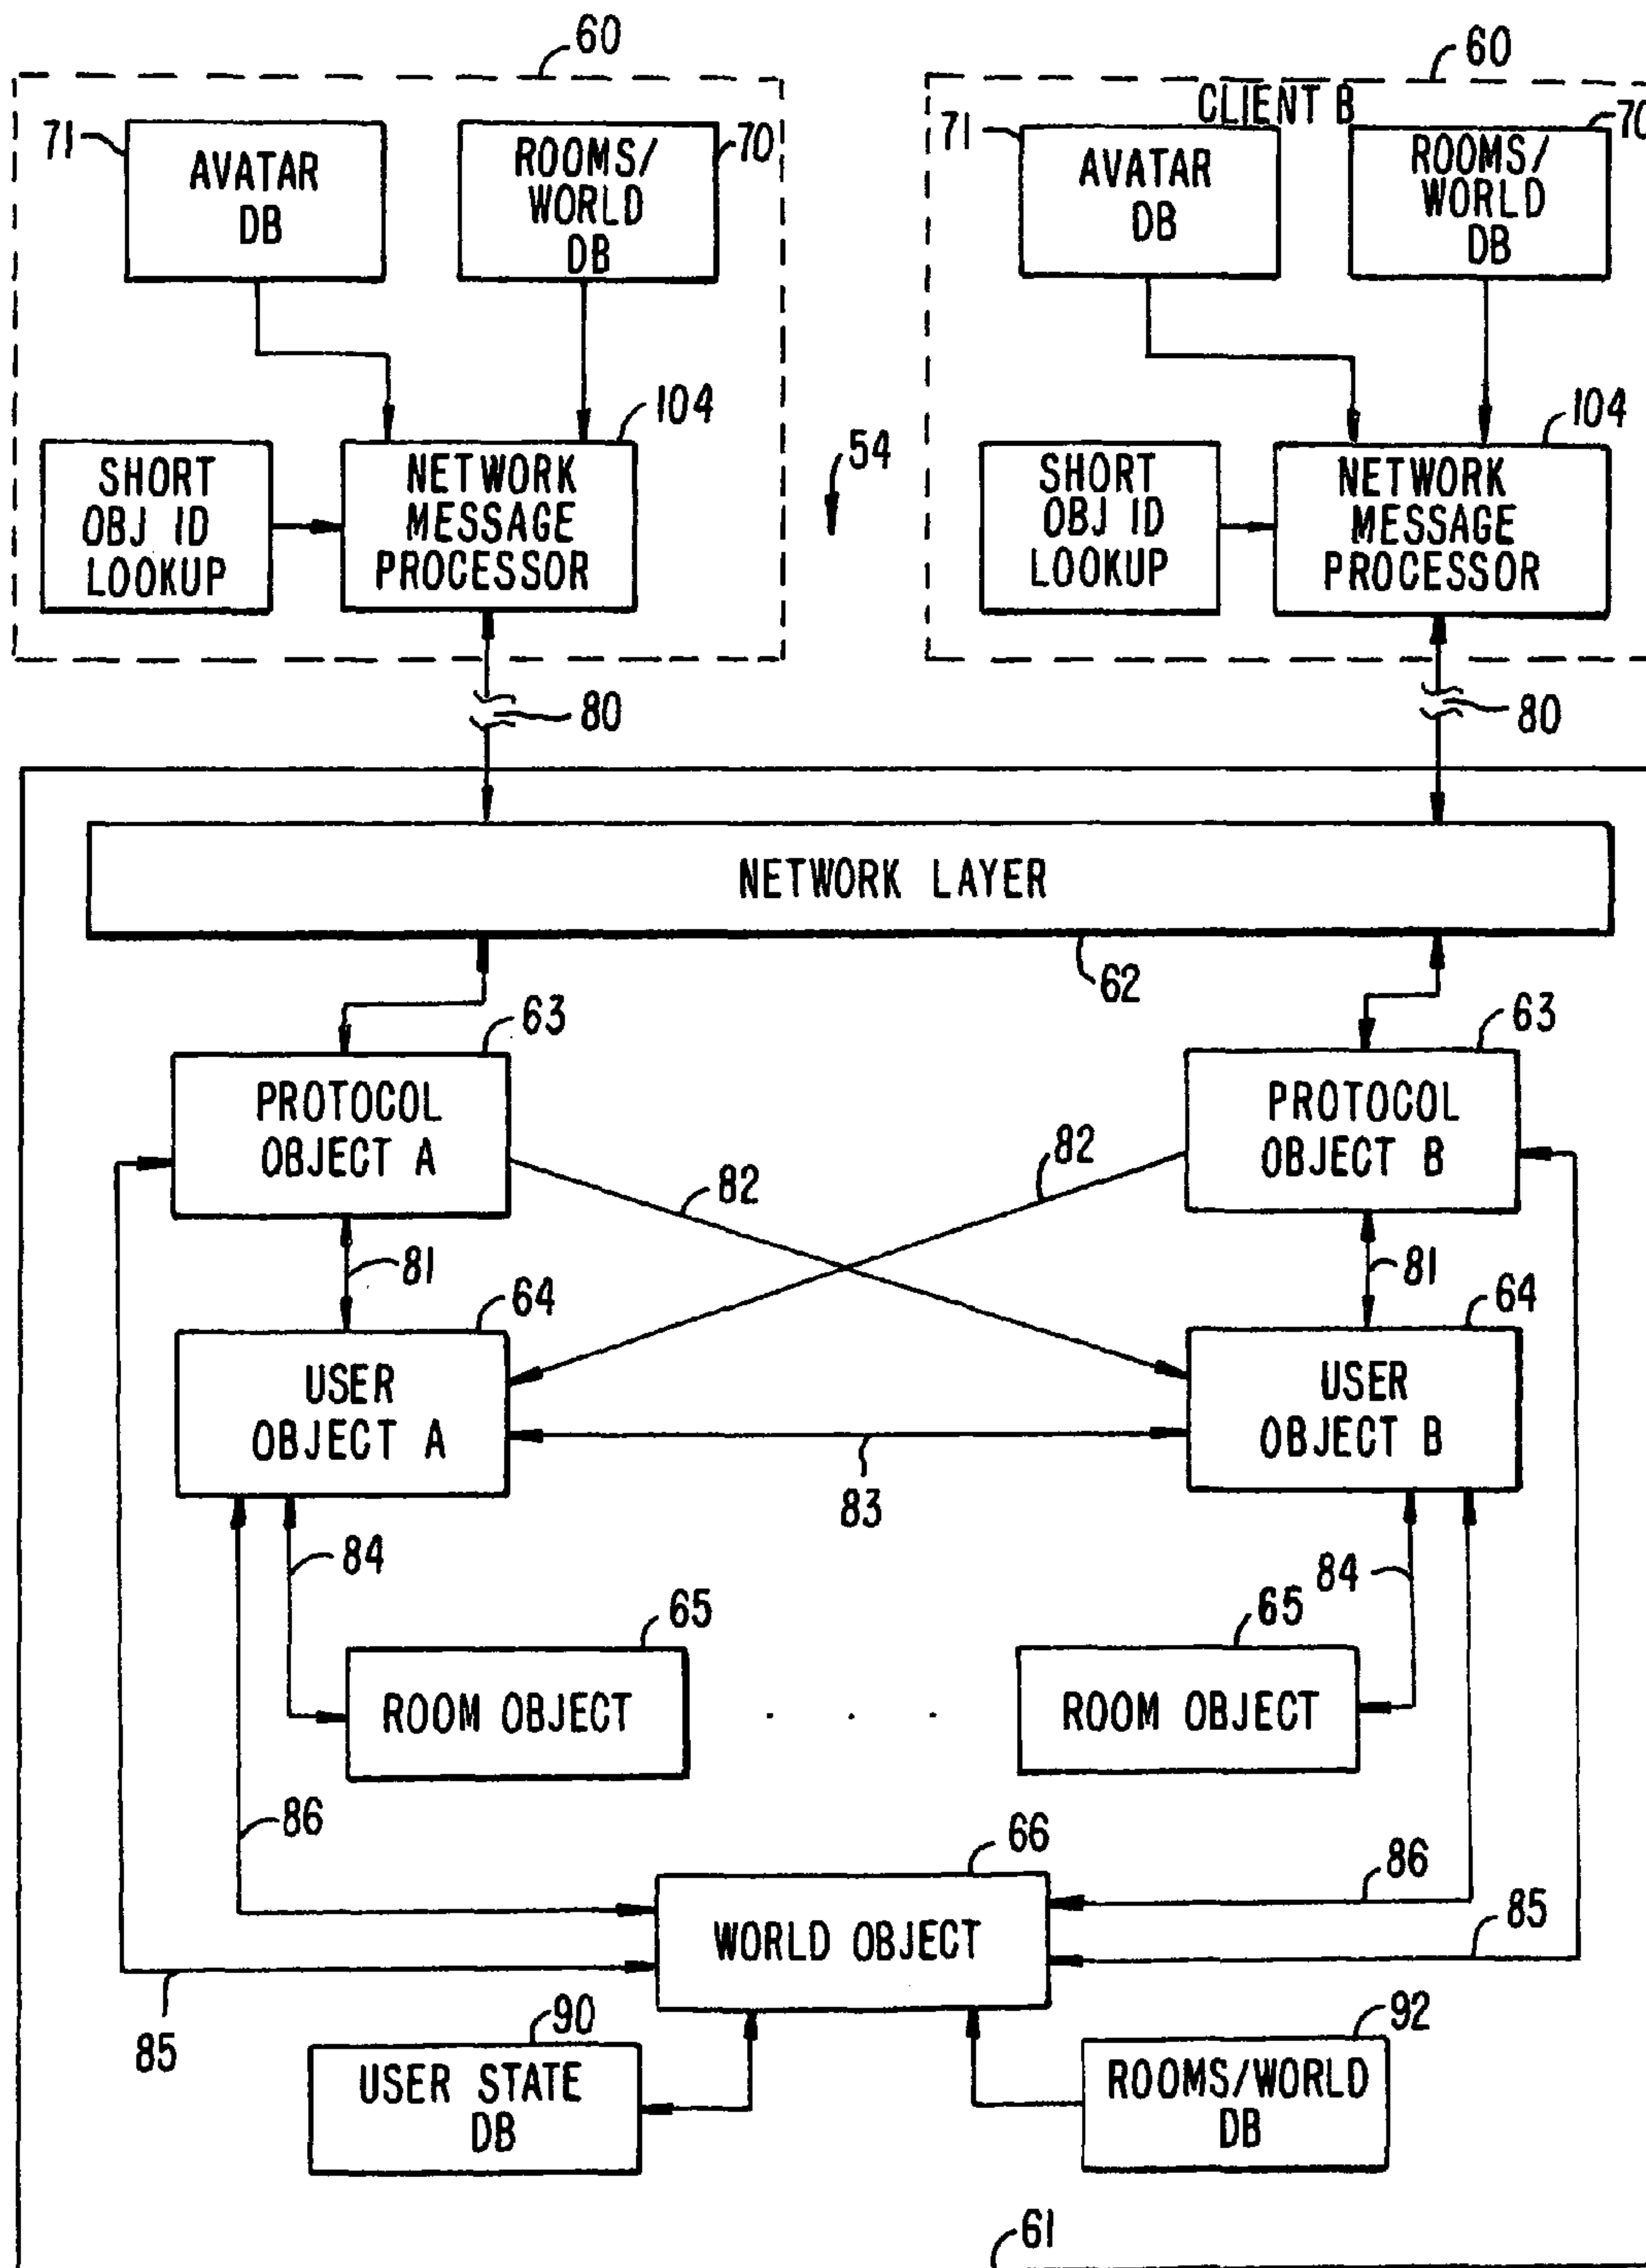 60
60
CLIENT B
71
AVATAR
DB
ROOMS/
WORLD
DB
70
71
AVATAR
DB
ROOMS/
WORLD
DB
70
SHORT
OBJ ID
LOOKUP
NETWORK
MESSAGE
PROCESSOR
104
54
SHORT
OBJ ID
LOOKUP
NETWORK
MESSAGE
PROCESSOR
104
80
80
NETWORK LAYER
62
63
PROTOCOL
OBJECT A
63
PROTOCOL
OBJECT B
82
82
81
81
64
USER
OBJECT A
64
USER
OBJECT B
83
84
84
65
ROOM OBJECT
. . .
65
ROOM OBJECT
86
66
WORLD OBJECT
86
85
85
90
USER STATE
DB
92
ROOMS/WORLD
DB
61